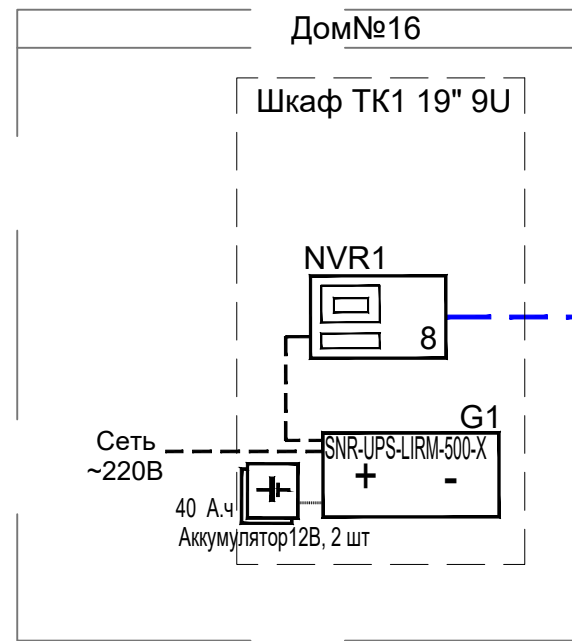 Дом№16
Шкаф ТК1 19" 9U
NVR1
8
G1
SNR-UPS-LIRM-500-X
+ -
Сеть
~220В
40 А.ч
Аккумулятор12В, 2 шт